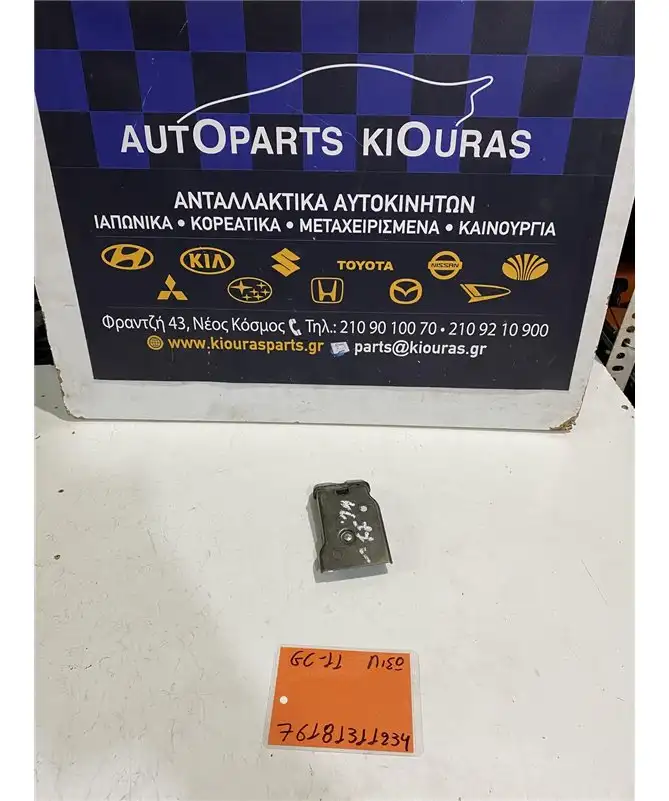 AUTOPARTS KIOURAS
ΑΝΤΑΛΛΑΚΤΙΚΑ ΑΥΤΟΚΙΝΗΤΩΝ
ΙΑΠΩΝΙΚΑ • ΚΟΡΕΑΤΙΚΑ • ΜΕΤΑΧΕΙΡΙΣΜΕΝΑ • ΚΑΙΝΟΥΡΓΙΑ
KIA TOYOTA NISSAN
Φραντζή 43, Νέος Κόσμος Τηλ.: 210 90 100 70 • 210 92 10 900
www.kiourasparts.gr parts@kiouras.gr
GC-11 ΠΙΣΩ
76181311234